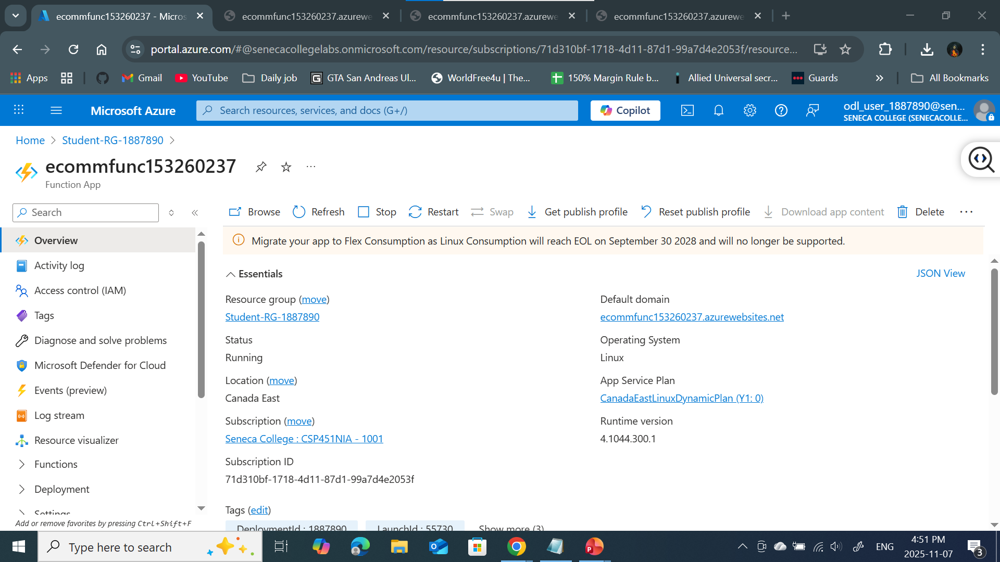 ecommfunc153260237 - Micros
ecommfunc153260237.azurewe
ecommfunc153260237.azurewe
ecommfunc153260237.azurewe
portal.azure.com/#@senecacollegelabs.onmicrosoft.com/resource/subscriptions/71d310bf-1718-4d11-87d1-99a7d4e2053f/resource...
Apps
Gmail
YouTube
Daily job
GTA San Andreas Ul...
WorldFree4u | The...
150% Margin Rule b...
Allied Universal secr...
Guards
All Bookmarks
Microsoft Azure
Search resources, services, and docs (G+/)
Copilot
odl_user_1887890@sen...
SENECA COLLEGE (SENECACOLLE...
Home > Student-RG-1887890 >
ecommfunc153260237
Function App
Search
Browse
Refresh
Stop
Restart
Swap
Get publish profile
Reset publish profile
Download app content
Delete
Overview
Activity log
Access control (IAM)
Tags
Diagnose and solve problems
Microsoft Defender for Cloud
Events (preview)
Log stream
Resource visualizer
Functions
Deployment
Settings
Add or remove favorites by pressing Ctrl+Shift+F
Migrate your app to Flex Consumption as Linux Consumption will reach EOL on September 30 2028 and will no longer be supported.
Essentials
JSON View
Resource group (move)
Student-RG-1887890
Status
Running
Location (move)
Canada East
Subscription (move)
Seneca College : CSP451NIA - 1001
Subscription ID
71d310bf-1718-4d11-87d1-99a7d4e2053f
Default domain
ecommfunc153260237.azurewebsites.net
Operating System
Linux
App Service Plan
CanadaEastLinuxDynamicPlan (Y1: 0)
Runtime version
4.1044.300.1
Tags (edit)
DeploymentId : 1887890
LaunchId : 55730
Show more (3)
Type here to search
ENG
4:51 PM
2025-11-07
3